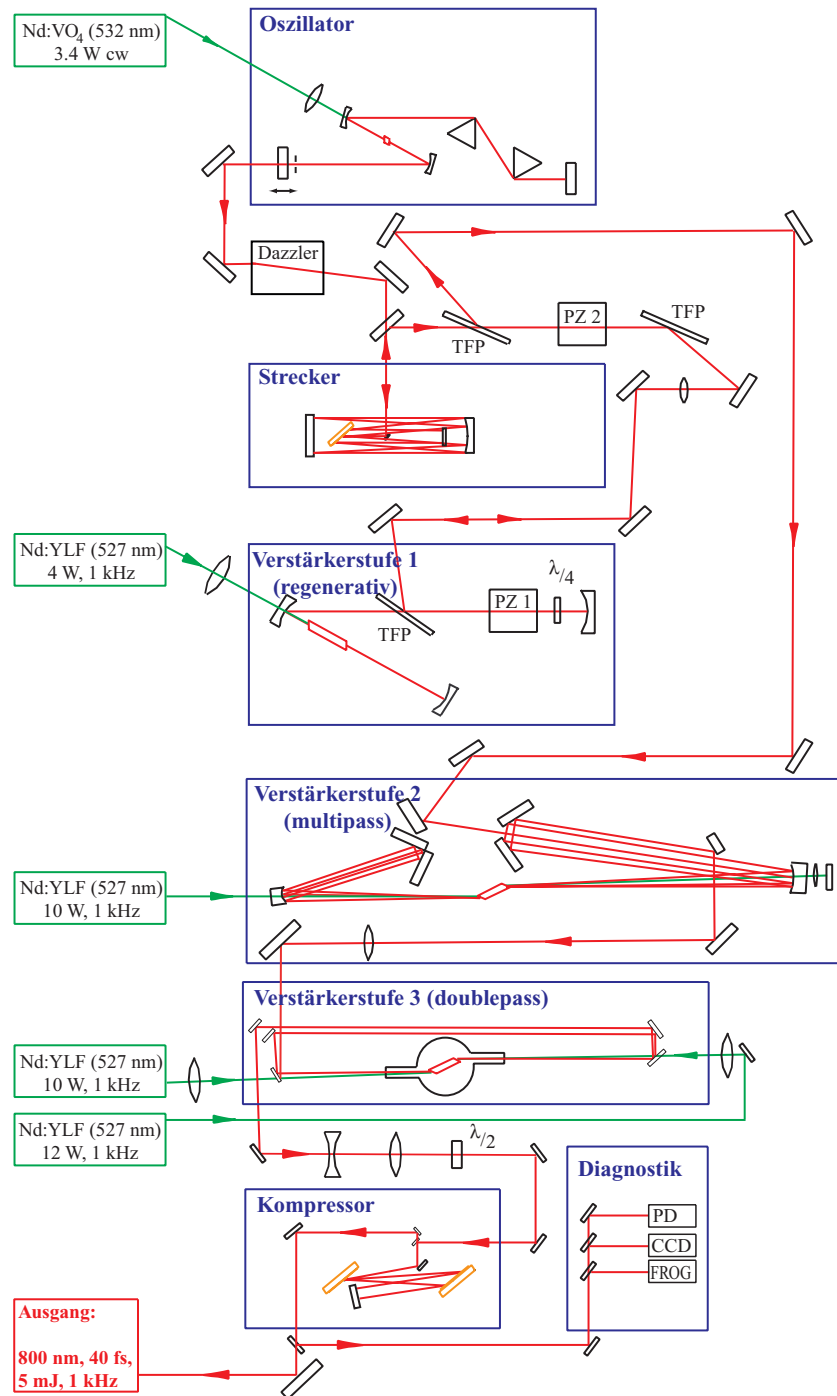 Nd:VO4 (532 nm)
3.4 W cw
Oszillator
Dazzler
TFP
PZ 2
TFP
Strecker
Nd:YLF (527 nm)
4 W, 1 kHz
Verstärkerstufe 1
(regenerativ)
TFP
PZ 1
λ/4
Verstärkerstufe 2
(multipass)
Nd:YLF (527 nm)
10 W, 1 kHz
Verstärkerstufe 3 (doublepass)
Nd:YLF (527 nm)
10 W, 1 kHz
Nd:YLF (527 nm)
12 W, 1 kHz
λ/2
Diagnostik
PD
CCD
FROG
Kompressor
Ausgang:
800 nm, 40 fs,
5 mJ, 1 kHz